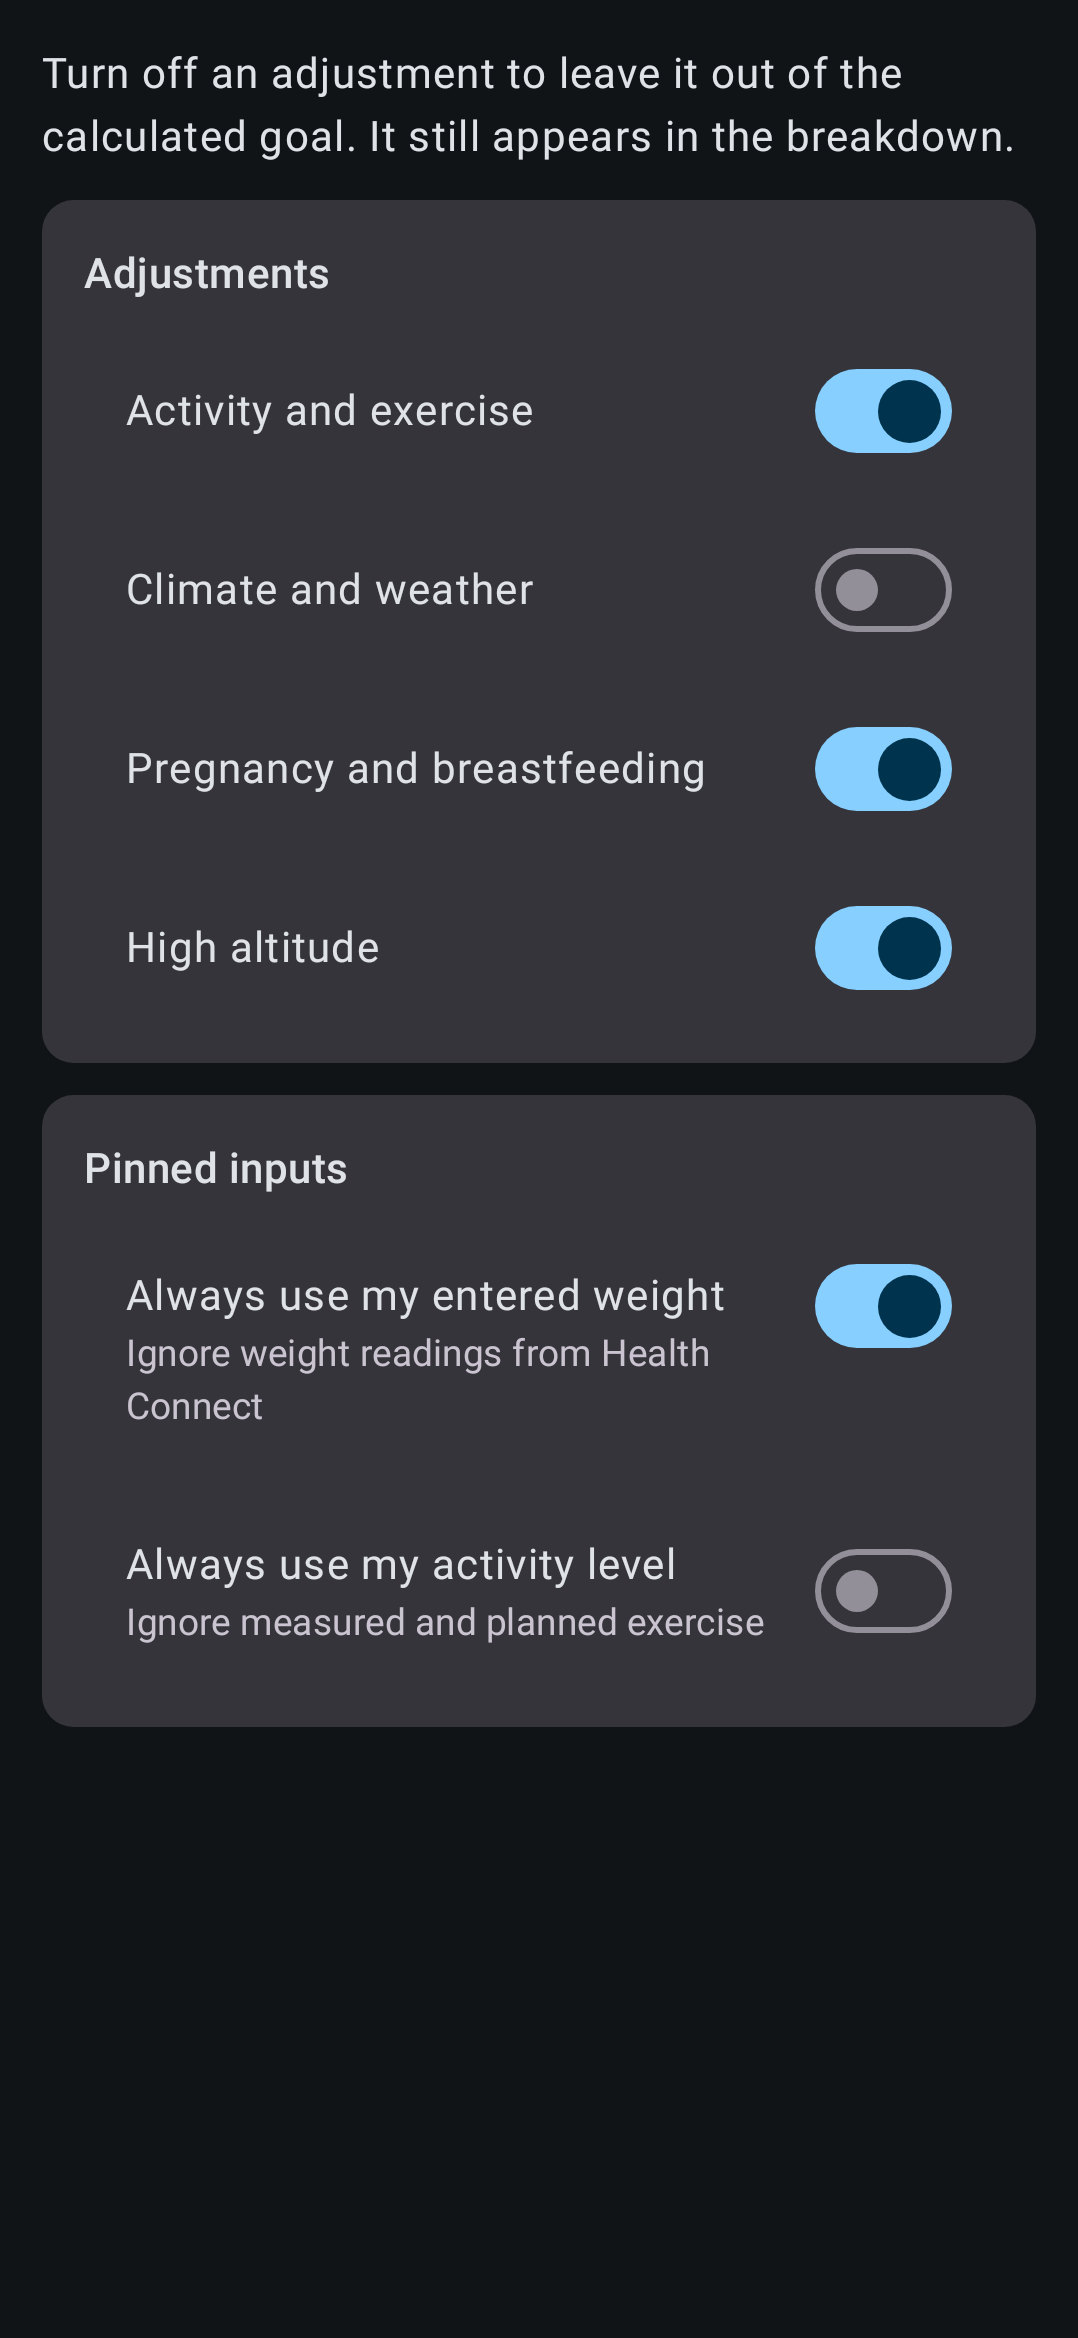 Turn off an adjustment to leave it out of the
calculated goal. It still appears in the breakdown.
Adjustments
Activity and exercise
Climate and weather
Pregnancy and breastfeeding
High altitude
Pinned inputs
Always use my entered weight
Ignore weight readings from Health
Connect
Always use my activity level
Ignore measured and planned exercise